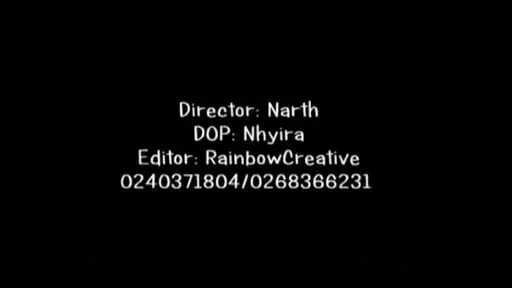 Director: Narth
DOP: Nhyira
Editor: RainbowCreative
0240371804/0268366231